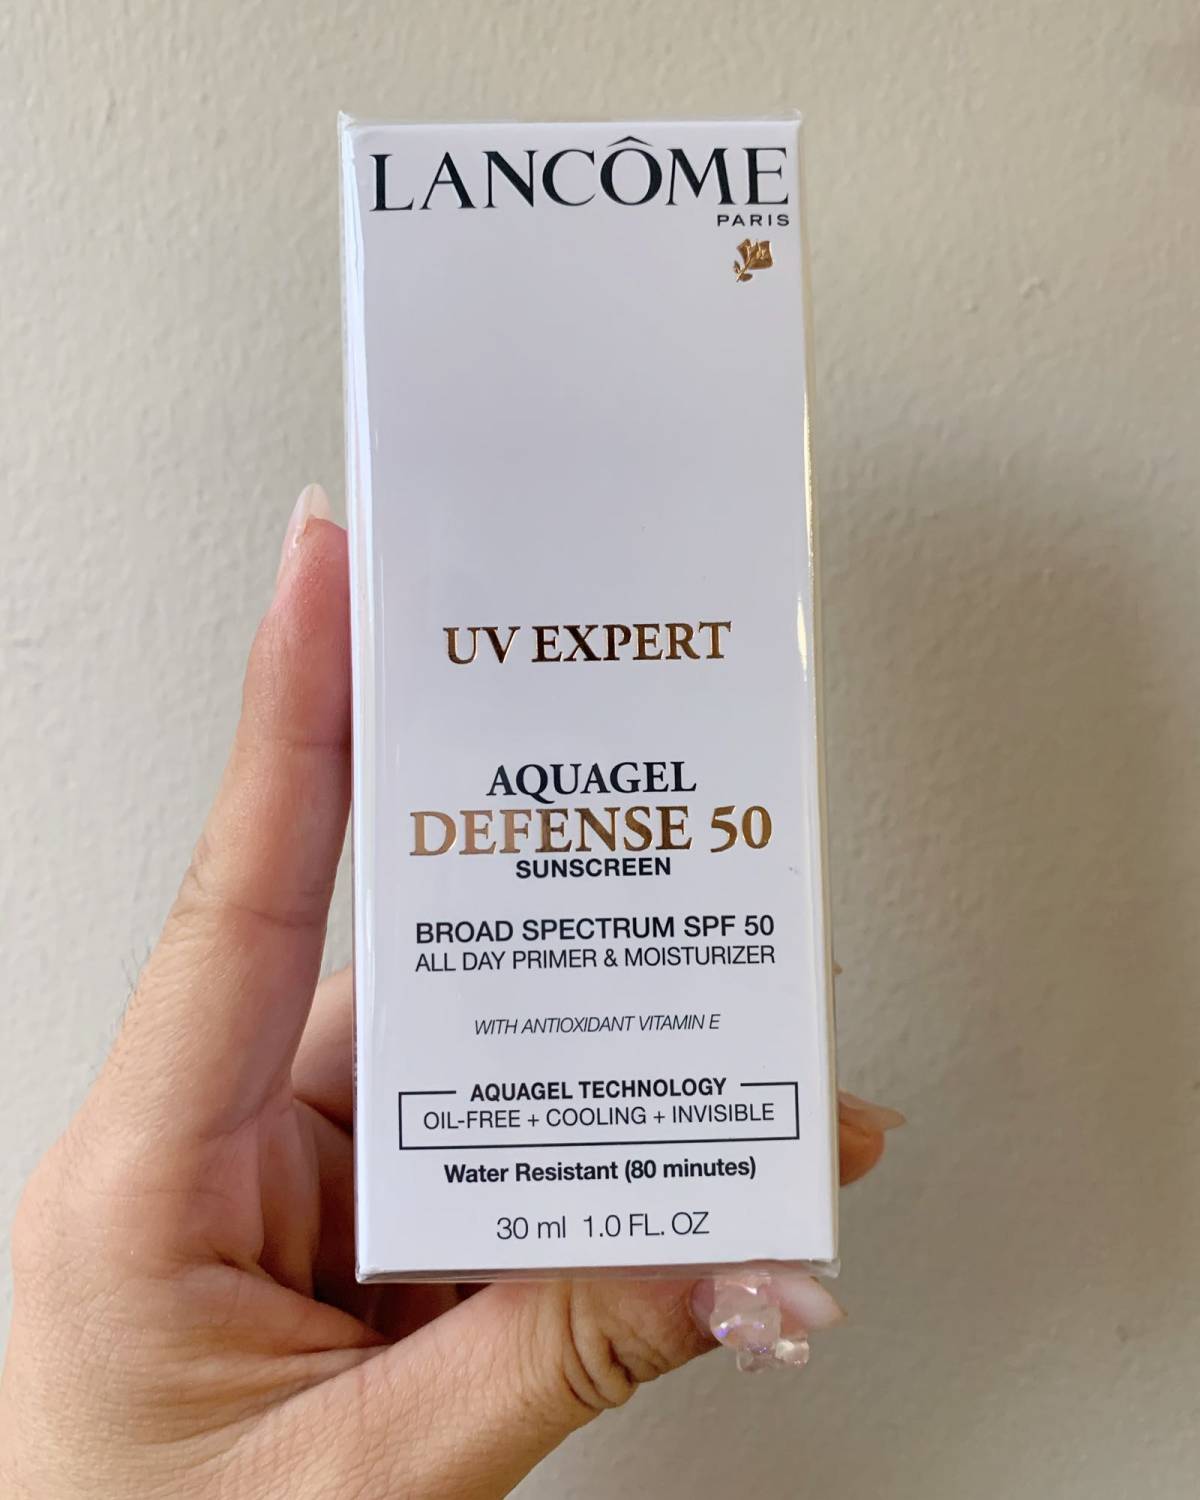 LANCÔME
PARIS
UV EXPERT
AQUAGEL
DEFENSE 50
SUNSCREEN
BROAD SPECTRUM SPF 50
ALL DAY PRIMER & MOISTURIZER
WITH ANTIOXIDANT VITAMIN E
AQUAGEL TECHNOLOGY
OIL-FREE + COOLING + INVISIBLE
Water Resistant (80 minutes)
30 ml 1.0 FL. OZ